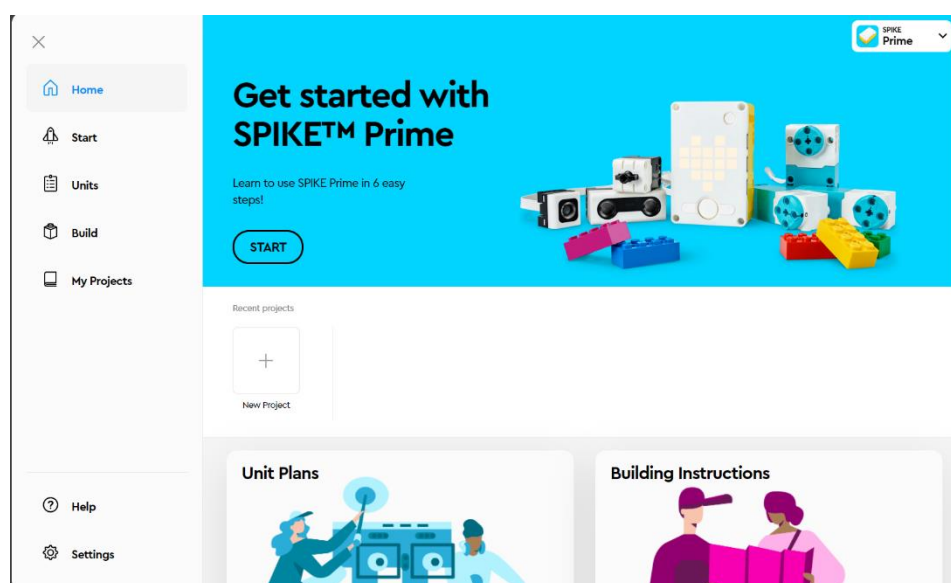 Home
Start
Units
Build
My Projects
Help
Settings
SPIKE
Prime
Get started with
SPIKE™ Prime
Learn to use SPIKE Prime in 6 easy
steps!
START
Recent projects
New Project
Unit Plans
Building Instructions